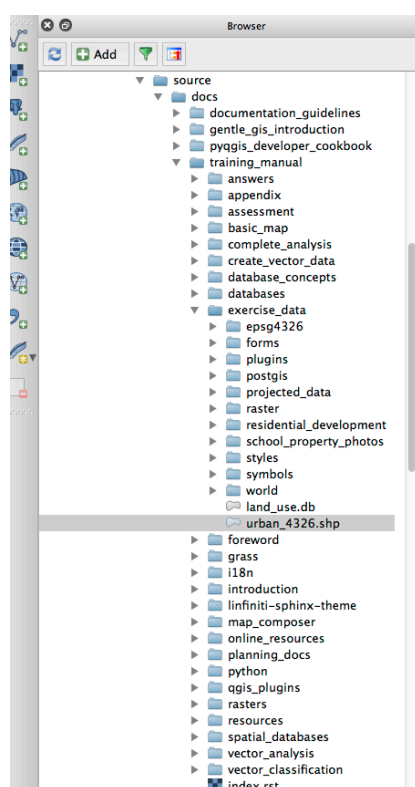 Browser
Add
source
docs
documentation_guidelines
gentle_gis_introduction
pyqgis_developer_cookbook
training_manual
answers
appendix
assessment
basic_map
complete_analysis
create_vector_data
database_concepts
databases
exercise_data
epsg4326
forms
plugins
postgis
projected_data
raster
residential_development
school_property_photos
styles
symbols
world
land_use.db
urban_4326.shp
foreword
grass
i18n
introduction
linfiniti-sphinx-theme
map_composer
online_resources
planning_docs
python
qgis_plugins
rasters
resources
spatial_databases
vector_analysis
vector_classification
index.rst